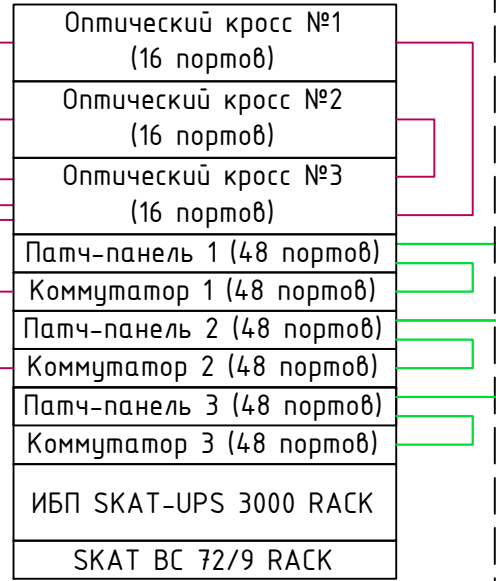 Оптический кросс №1
(16 портов)
Оптический кросс №2
(16 портов)
Оптический кросс №3
(16 портов)
Патч-панель 1 (48 портов)
Коммутатор 1 (48 портов)
Патч-панель 2 (48 портов)
Коммутатор 2 (48 портов)
Патч-панель 3 (48 портов)
Коммутатор 3 (48 портов)
ИБП SKAT-UPS 3000 RACK
SKAT BC 72/9 RACK